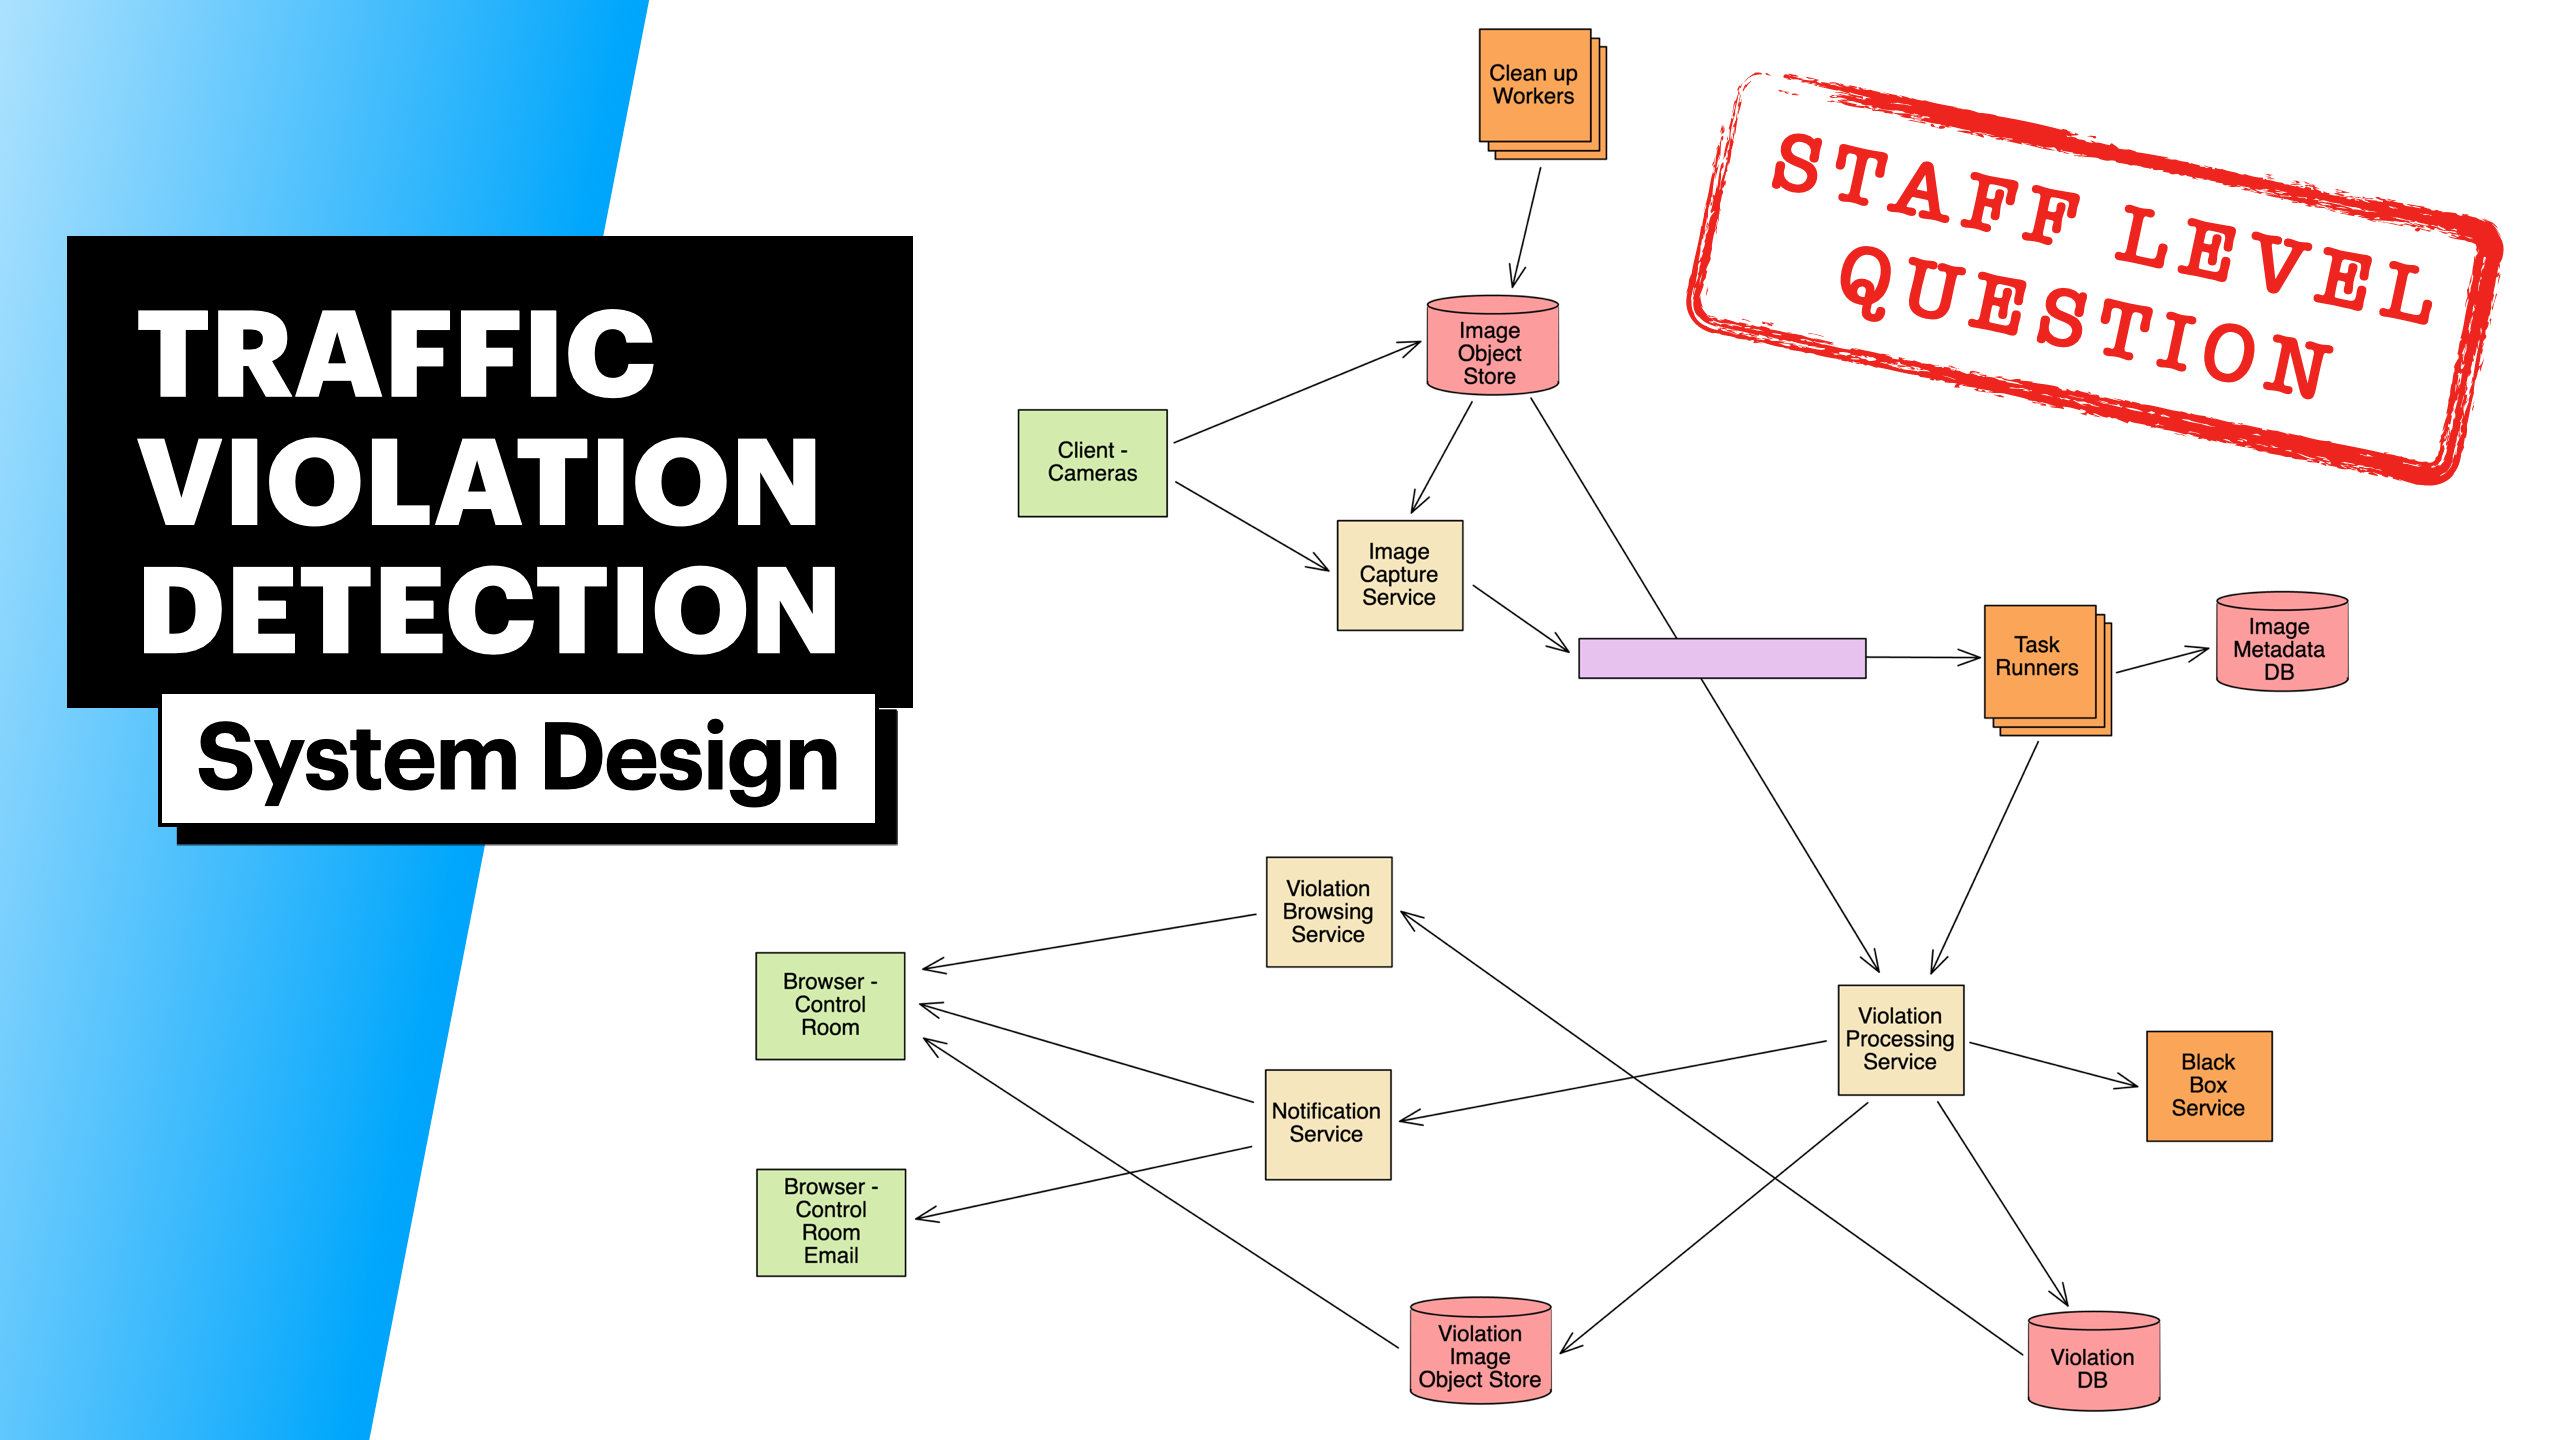 TRAFFIC
VIOLATION
DETECTION
System Design
STAFF LEVEL
QUESTION
Clean up
Workers
Image
Object
Store
Client -
Cameras
Image
Capture
Service
Task
Runners
Image
Metadata
DB
Violation
Browsing
Service
Browser -
Control
Room
Violation
Processing
Service
Black
Box
Service
Notification
Service
Browser -
Control
Room
Email
Violation
Image
Object Store
Violation
DB